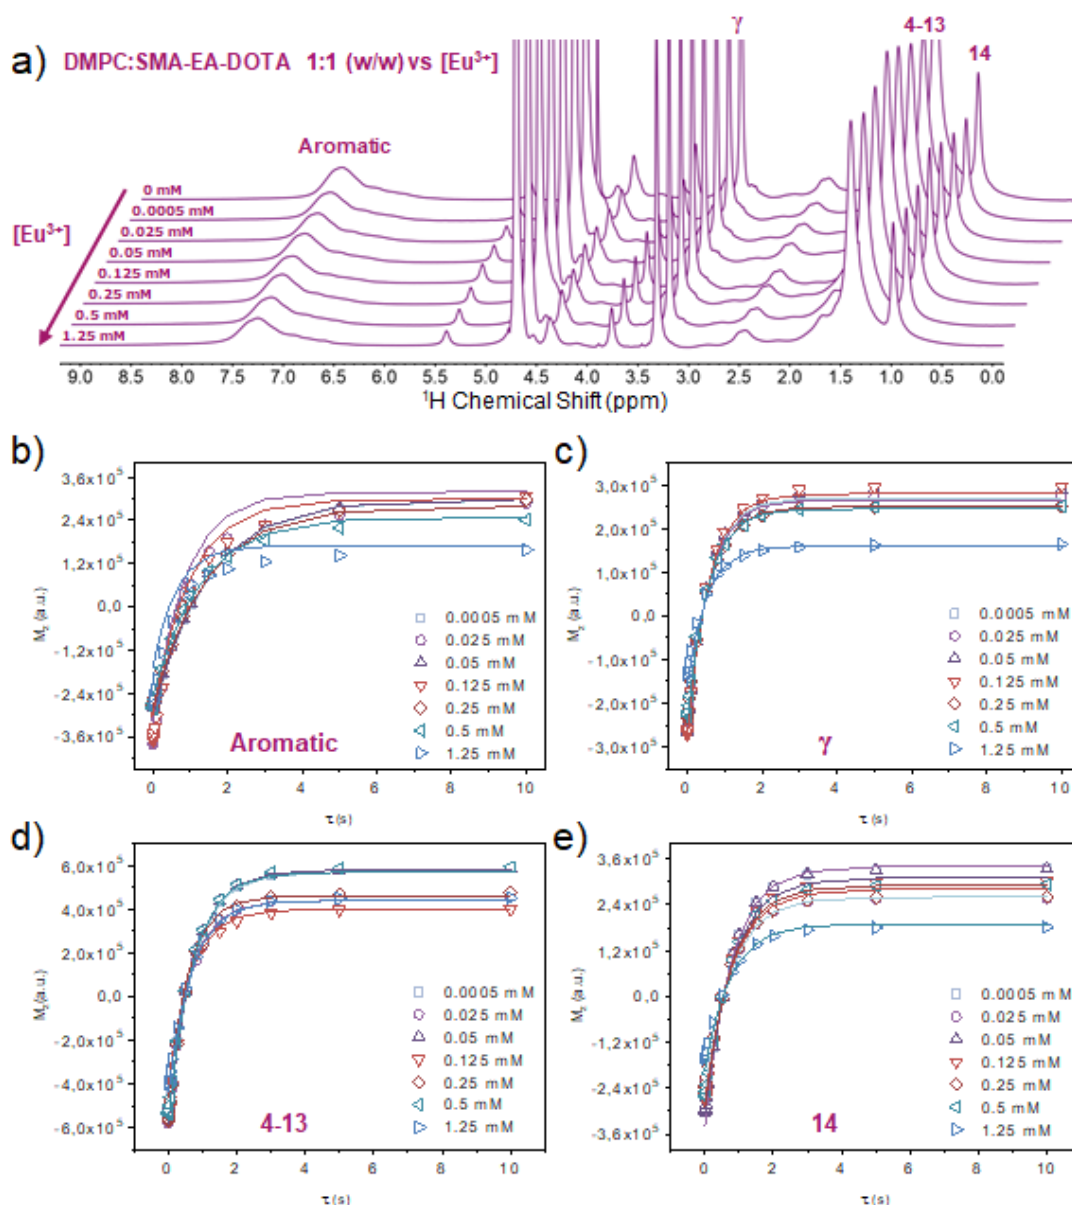 a) DMPC:SMA-EA-DOTA 1:1 (w/w) vs [Eu³⁺]
γ
4-13
14
Aromatic
[Eu³⁺]
0 mM
0.0005 mM
0.025 mM
0.05 mM
0.125 mM
0.25 mM
0.5 mM
1.25 mM
9.0 8.5 8.0 7.5 7.0 6.5 6.0 5.5 5.0 4.5 4.0 3.5 3.0 2.5 2.0 1.5 1.0 0.5 0.0
¹H Chemical Shift (ppm)
b)
3,6x10⁵
2,4x10⁵
1,2x10⁵
0,0
-1,2x10⁵
-2,4x10⁵
-3,6x10⁵
M_z (a.u.)
0.0005 mM
0.025 mM
0.05 mM
0.125 mM
0.25 mM
0.5 mM
1.25 mM
Aromatic
0 2 4 6 8 10
τ (s)
c)
3,0x10⁵
2,0x10⁵
1,0x10⁵
0,0
-1,0x10⁵
-2,0x10⁵
-3,0x10⁵
M_z (a.u.)
0.0005 mM
0.025 mM
0.05 mM
0.125 mM
0.25 mM
0.5 mM
1.25 mM
γ
0 2 4 6 8 10
τ (s)
d)
6,0x10⁵
4,0x10⁵
2,0x10⁵
0,0
-2,0x10⁵
-4,0x10⁵
-6,0x10⁵
M_z (a.u.)
0.0005 mM
0.025 mM
0.05 mM
0.125 mM
0.25 mM
0.5 mM
1.25 mM
4-13
0 2 4 6 8 10
τ (s)
e)
3,6x10⁵
2,4x10⁵
1,2x10⁵
0,0
-1,2x10⁵
-2,4x10⁵
-3,6x10⁵
M_z (a.u.)
0.0005 mM
0.025 mM
0.05 mM
0.125 mM
0.25 mM
0.5 mM
1.25 mM
14
0 2 4 6 8 10
τ (s)